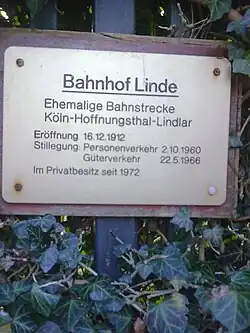 Bahnhof Linde
Ehemalige Bahnstrecke
Köln-Hoffnungsthal-Lindlar
Eröffnung 16.12.1912
Stillegung: Personenverkehr 2.10.1960
Güterverkehr 22.5.1966
Im Privatbesitz seit 1972